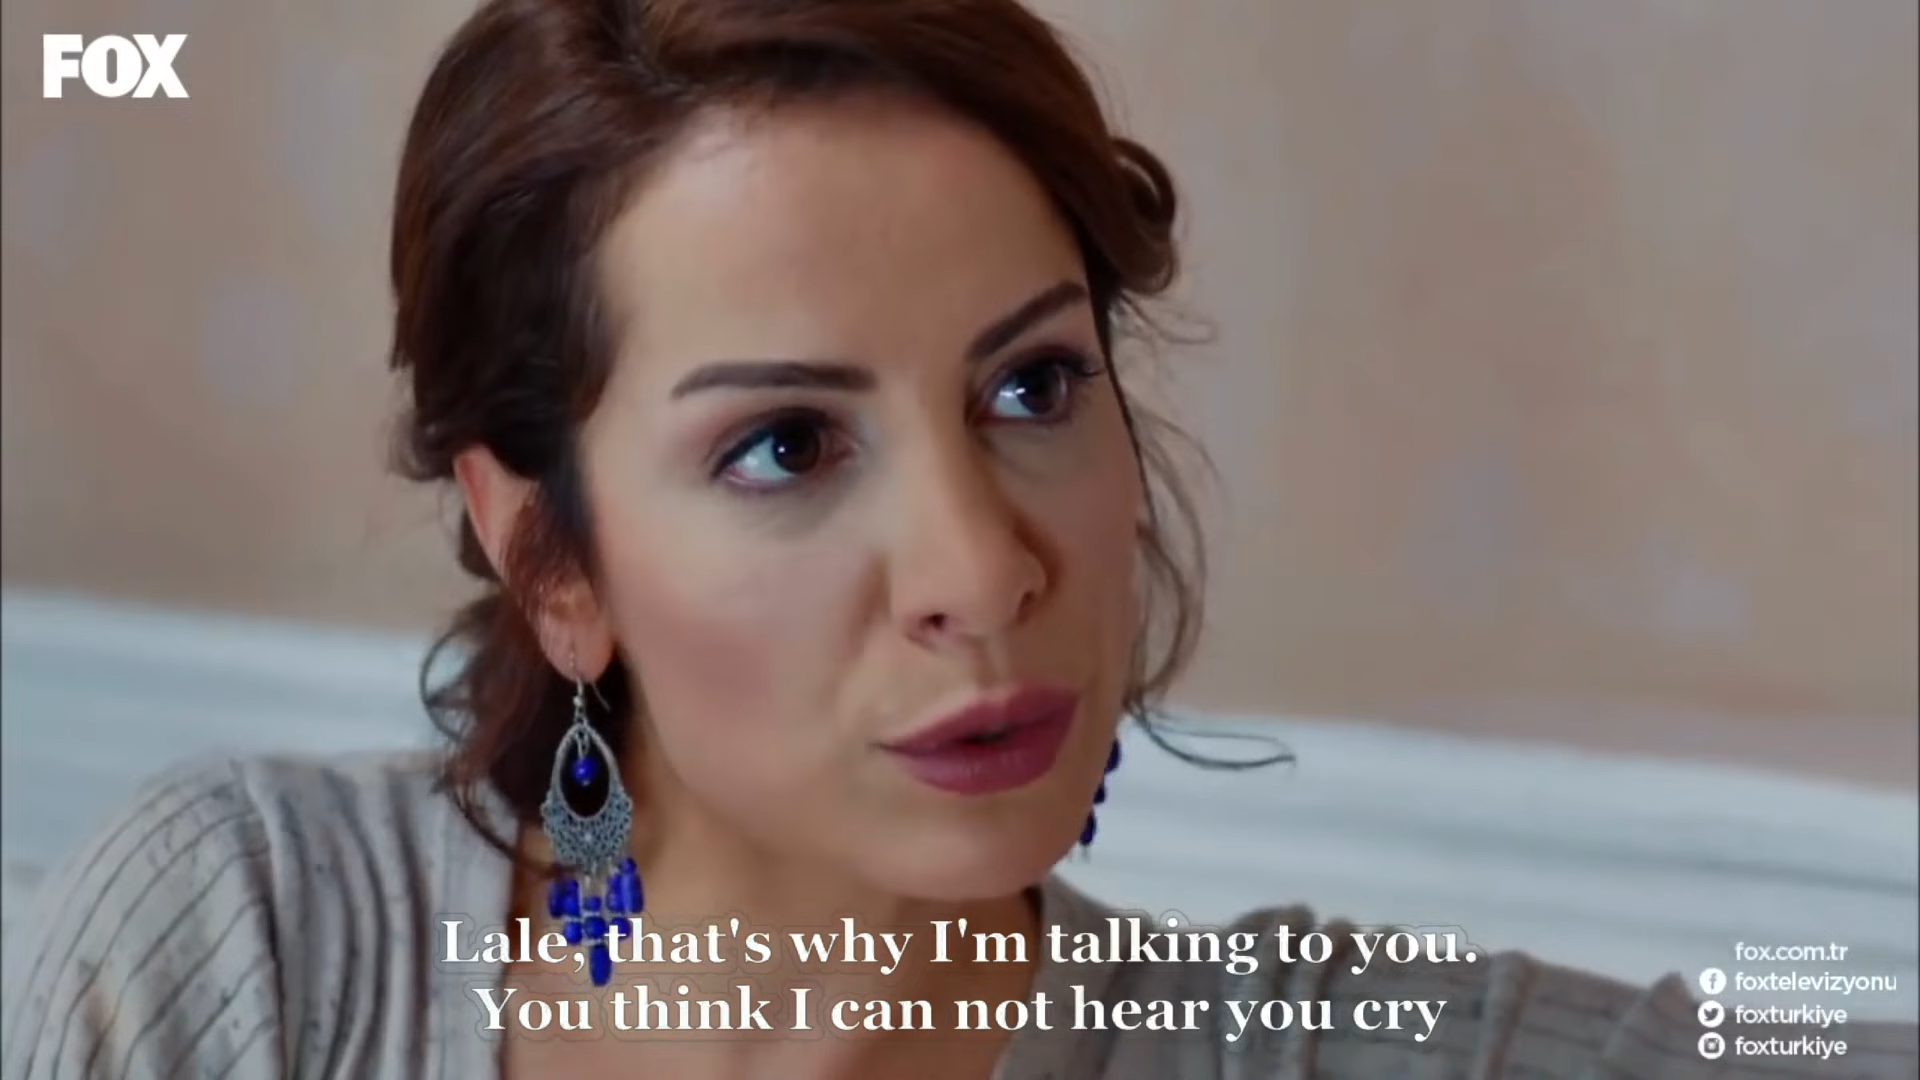 FOX
Lale, that's why I'm talking to you.
You think I can not hear you cry
fox.com.tr
foxtelevizyonu
foxturkiye
foxturkiye